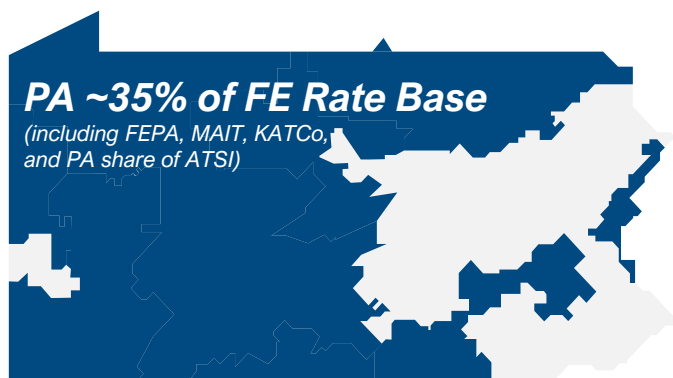 PA ~35% of FE Rate Base
(including FEPA, MAIT, KATCo,
and PA share of ATSI)